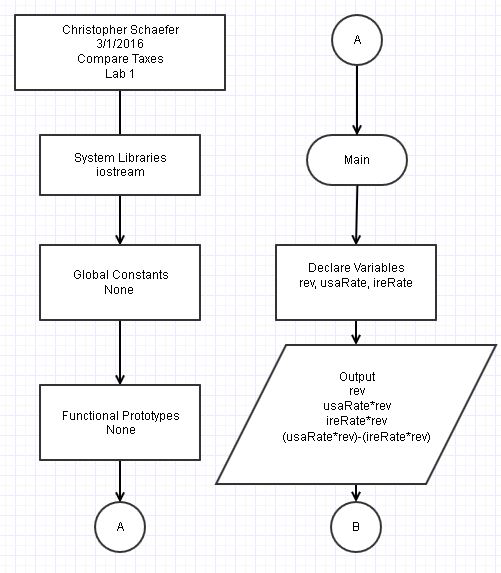 Christopher Schaefer
3/1/2016
Compare Taxes
Lab 1
System Libraries
iostream
Global Constants
None
Functional Prototypes
None
A
A
Main
Declare Variables
rev, usaRate, ireRate
Output
rev
usaRate*rev
ireRate*rev
(usaRate*rev)-(ireRate*rev)
B